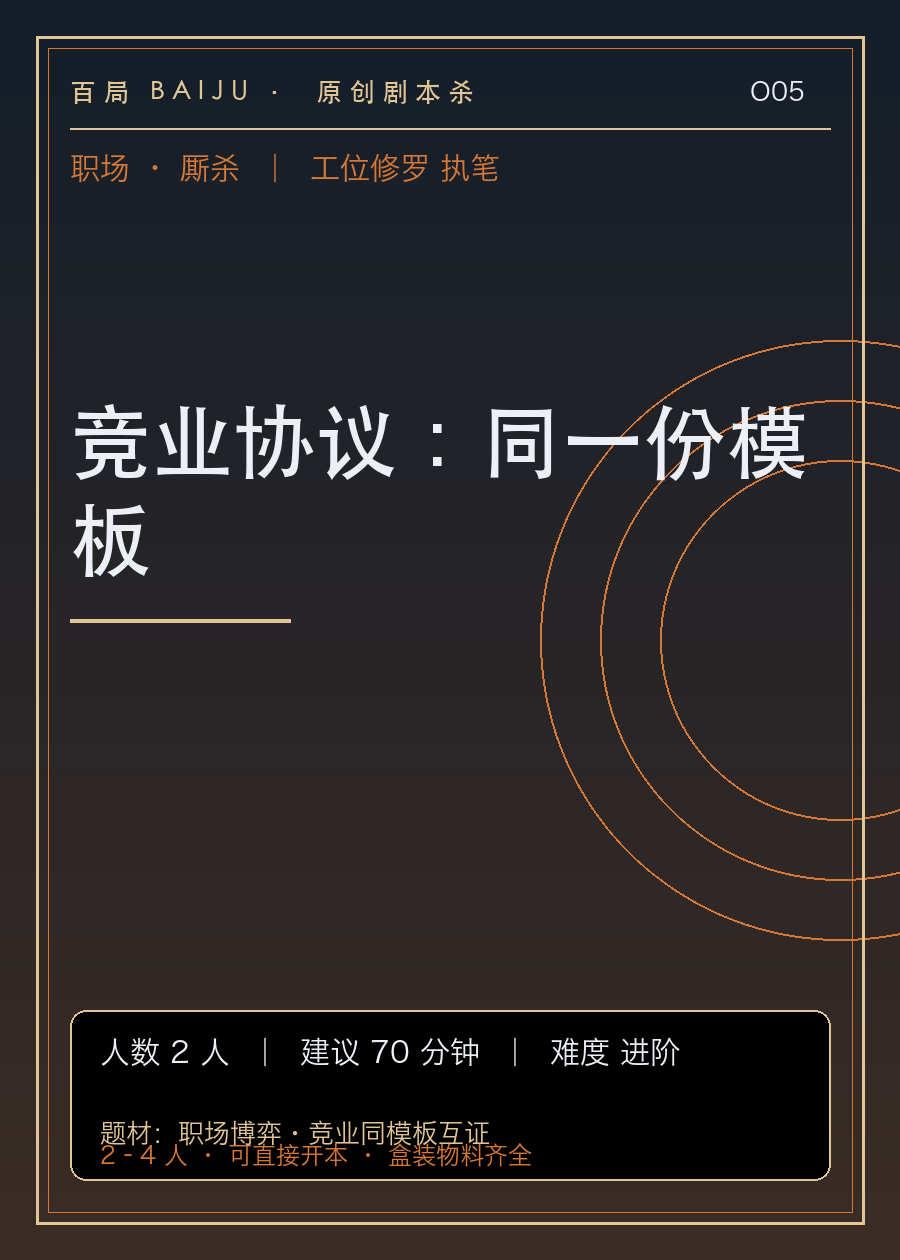 百局 BAIJU · 原创剧本杀
005
职场 · 厮杀 | 工位修罗 执笔
竞业协议：同一份模
板
人数 2 人 | 建议 70 分钟 | 难度 进阶
题材: 职场博弈·竞业同模板互证
2-4 人 · 可直接开本 · 盒装物料齐全